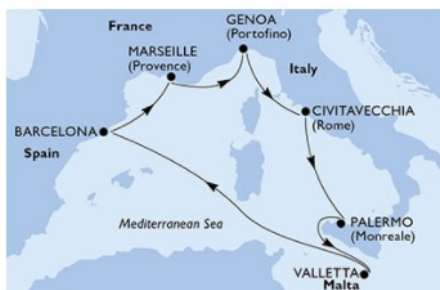 France
GENOA
(Portofino)
MARSEILLE
(Provence)
Italy
CIVITAVECCHIA
(Rome)
BARCELONA
Spain
Mediterranean Sea
PALERMO
(Monreale)
VALLETTA
Malta